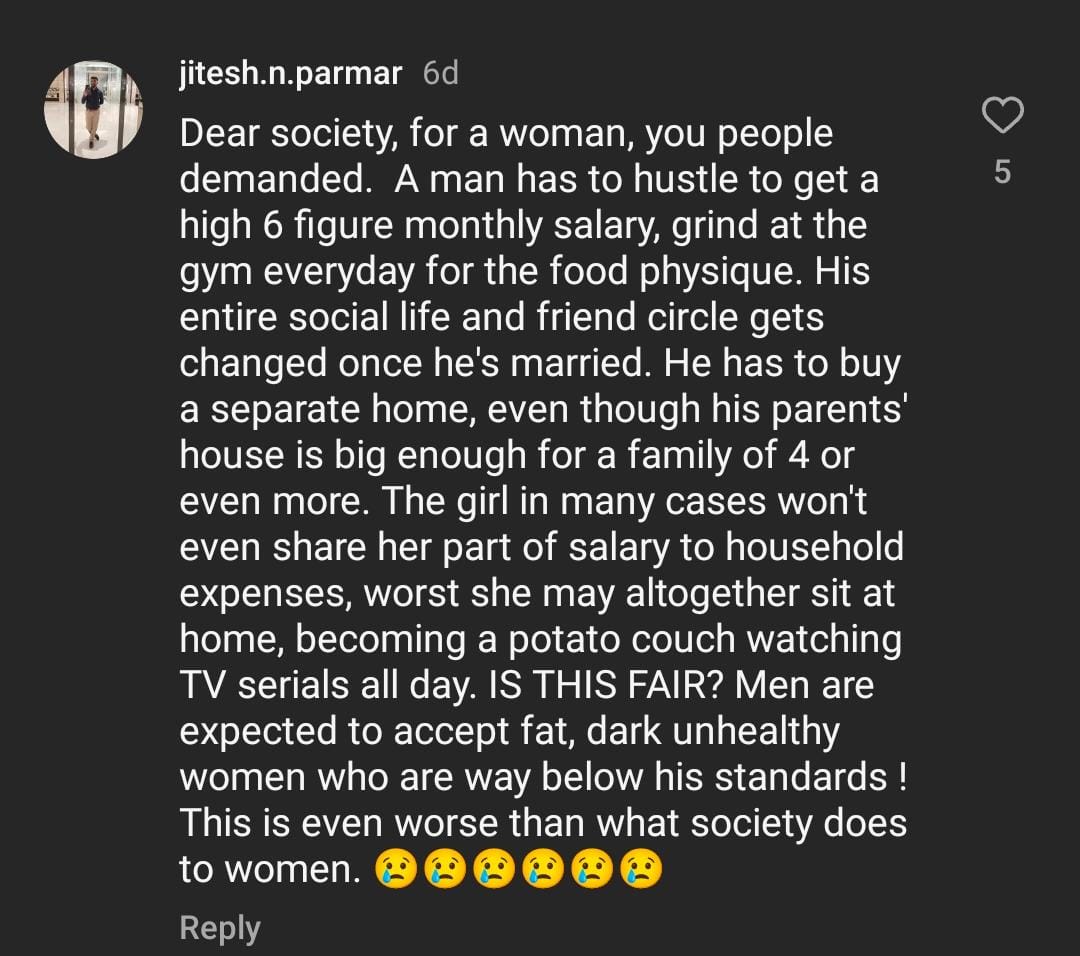 jitesh.n.parmar 6d
Dear society, for a woman, you people
demanded.  A man has to hustle to get a
5
high 6 figure monthly salary, grind at the
gym everyday for the food physique. His
entire social life and friend circle gets
changed once he's married. He has to buy
a separate home, even though his parents'
house is big enough for a family of 4 or
even more. The girl in many cases won't
even share her part of salary to household
expenses, worst she may altogether sit at
home, becoming a potato couch watching
TV serials all day. IS THIS FAIR? Men are
expected to accept fat, dark unhealthy
women who are way below his standards !
This is even worse than what society does
to women. 😢😢😢😢😢😢
Reply